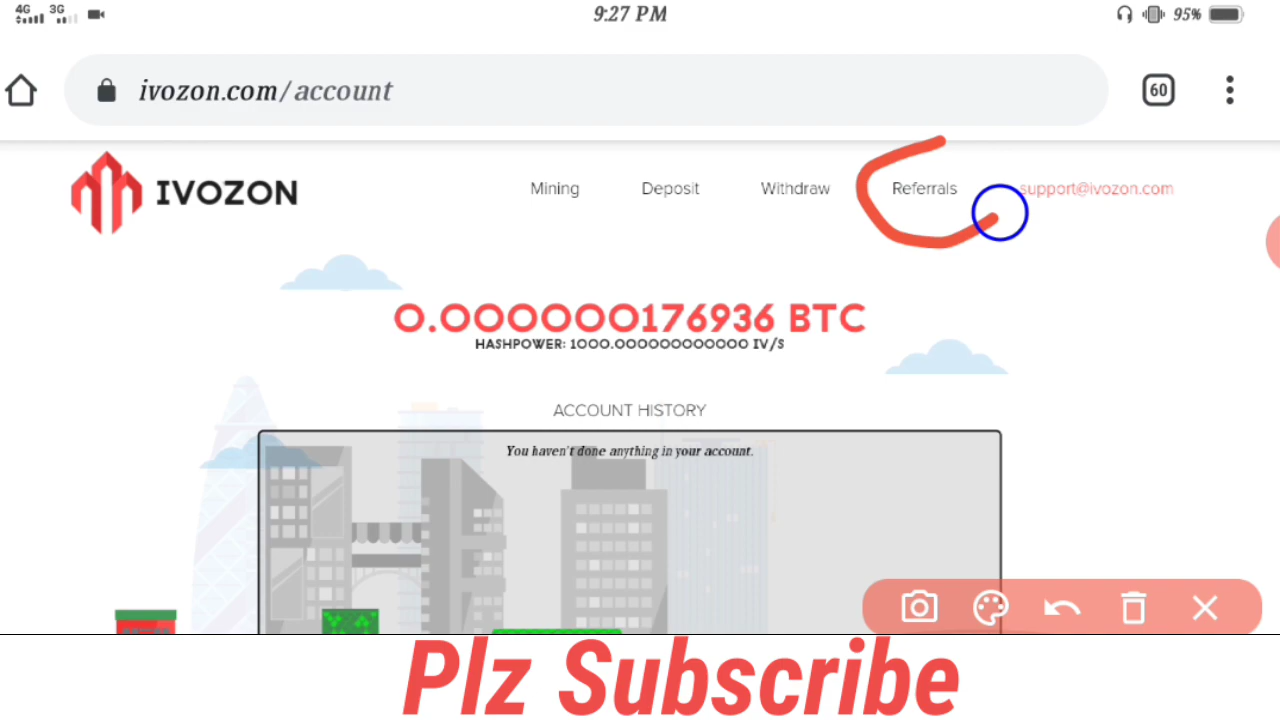 4G 3G 9:27 PM 95%
ivozon.com/account 60
IVOZON Mining Deposit Withdraw Referrals support@ivozon.com
0.000000176936 BTC
HASHPOWER: 1000.000000000000 IV/S
ACCOUNT HISTORY
You haven't done anything in your account.
Plz Subscribe